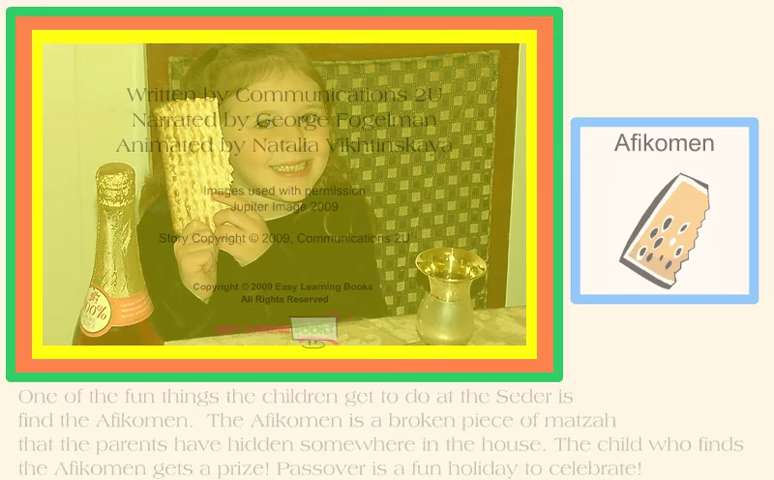 Written by Communications 2U
Narrated by George Fogelman
Animated by Natalia Vikhtinskaya
Images used with permission
Jupiter Image 2009
Story Copyright © 2009, Communications 2U
Copyright © 2009 Easy Learning Books
All Rights Reserved
100%
Afikomen
One of the fun things the children get to do at the Seder is
find the Afikomen. The Afikomen is a broken piece of matzah
that the parents have hidden somewhere in the house. The child who finds
the Afikomen gets a prize! Passover is a fun holiday to celebrate!